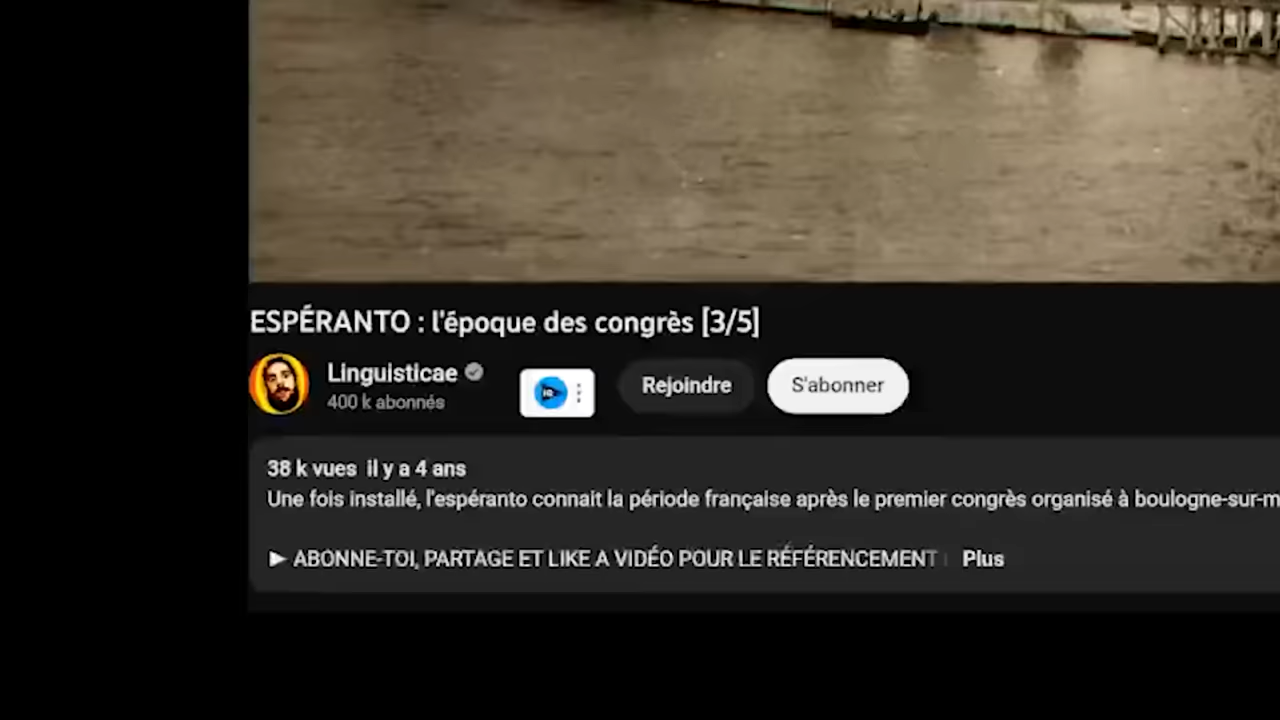 ESPÉRANTO : l'époque des congrès [3/5]
Linguisticae
400 k abonnés
Rejoindre
S'abonner
38 k vues il y a 4 ans
Une fois installé, l'espéranto connait la période française après le premier congrès organisé à boulogne-sur-m
► ABONNE-TOI, PARTAGE ET LIKE A VIDÉO POUR LE RÉFÉRENCEMENT Plus